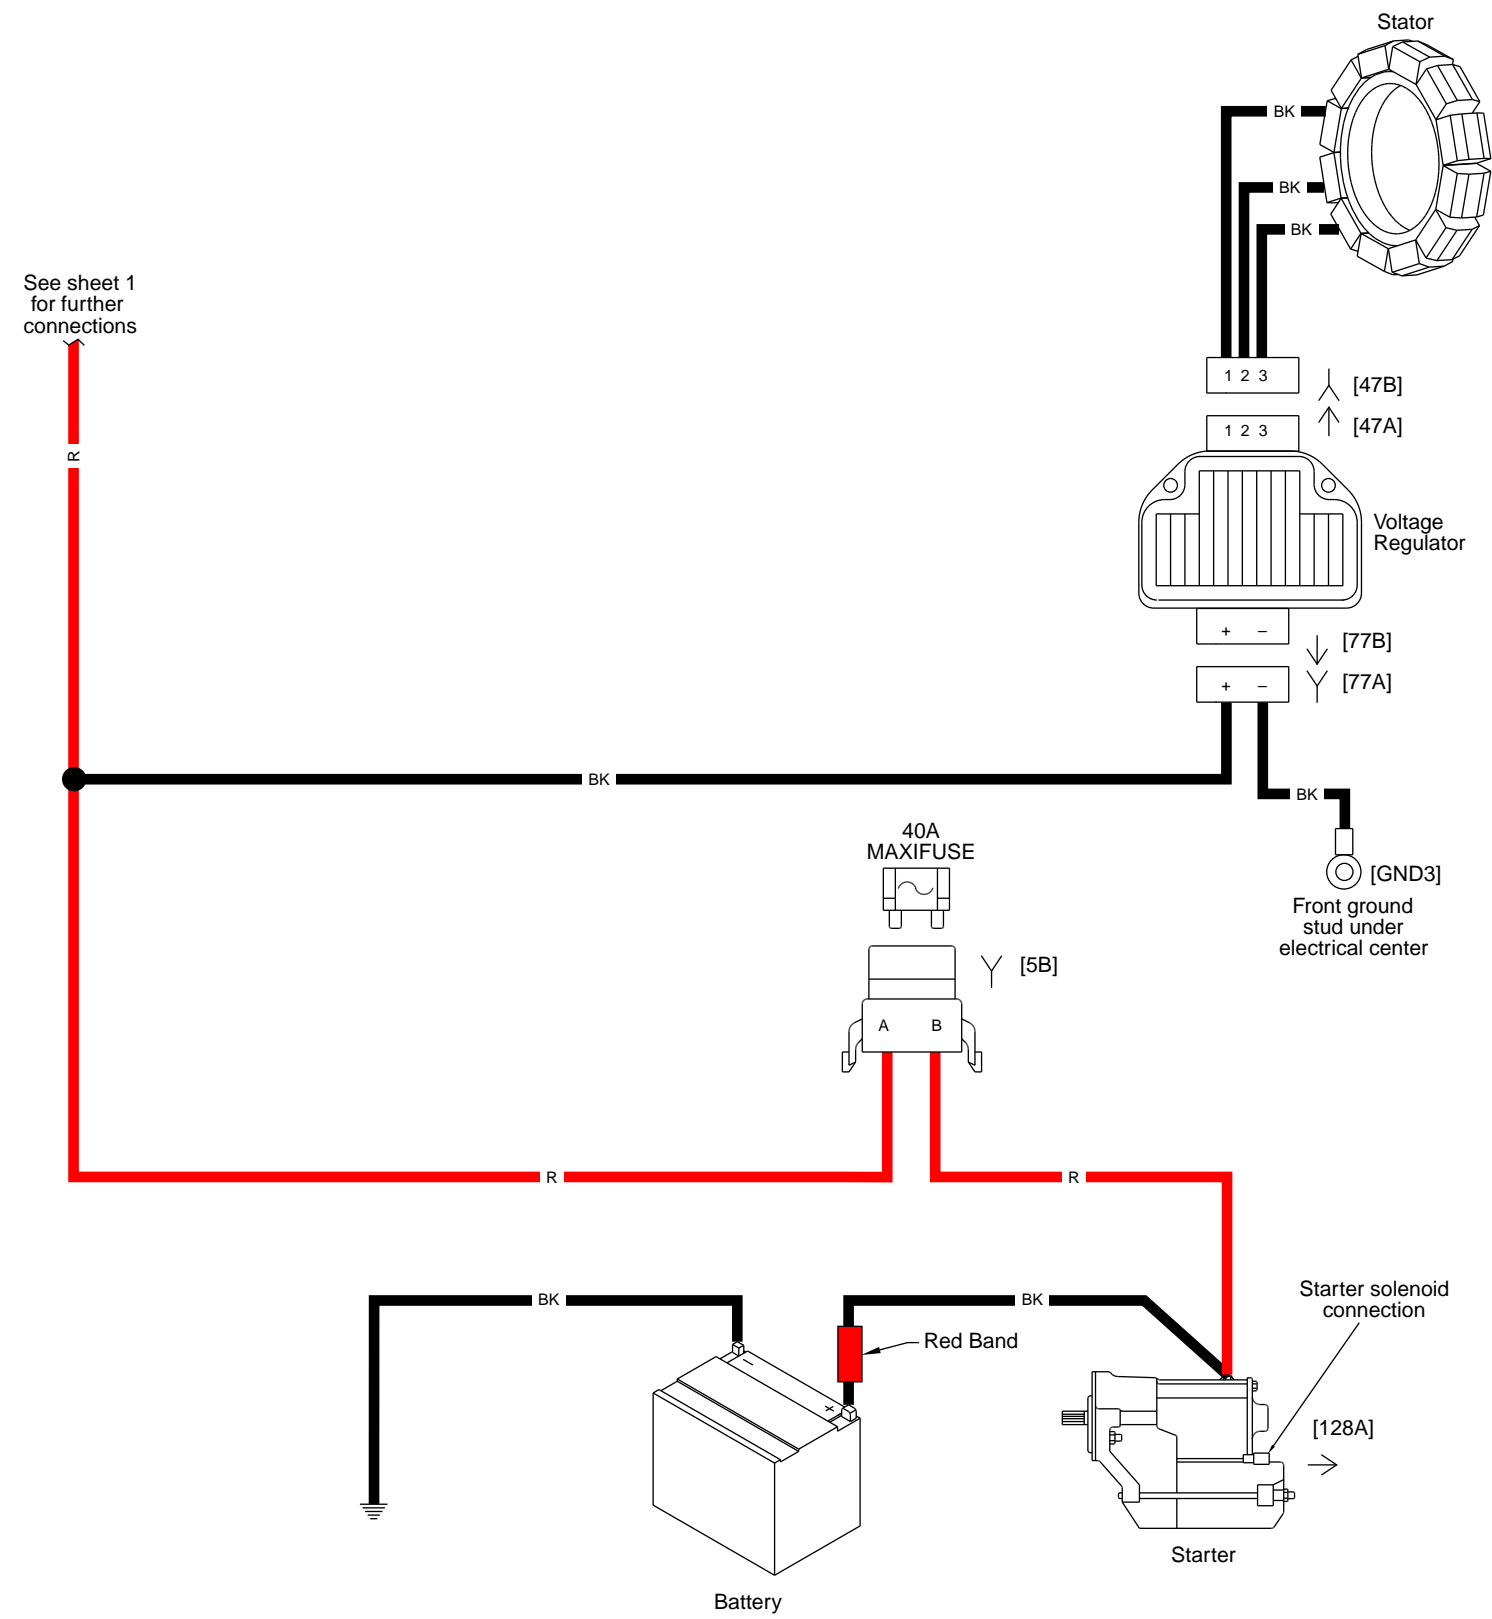 Stator
BK
BK
BK
See sheet 1
for further
connections
1 2 3
[47B]
[47A]
1 2 3
R
Voltage
Regulator
+ –
[77B]
[77A]
+ –
BK
BK
40A
MAXIFUSE
[GND3]
Front ground
stud under
electrical center
[5B]
A B
R
R
BK
BK
Starter solenoid
connection
Red Band
–
+
[128A]
Starter
Battery